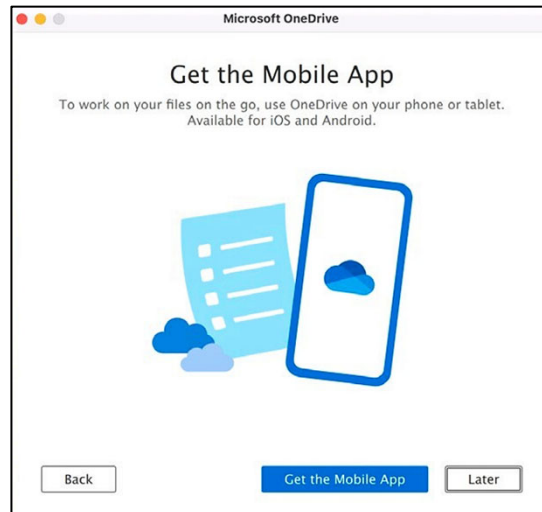 Microsoft OneDrive
Get the Mobile App
To work on your files on the go, use OneDrive on your phone or tablet.
Available for iOS and Android.
Back
Get the Mobile App
Later